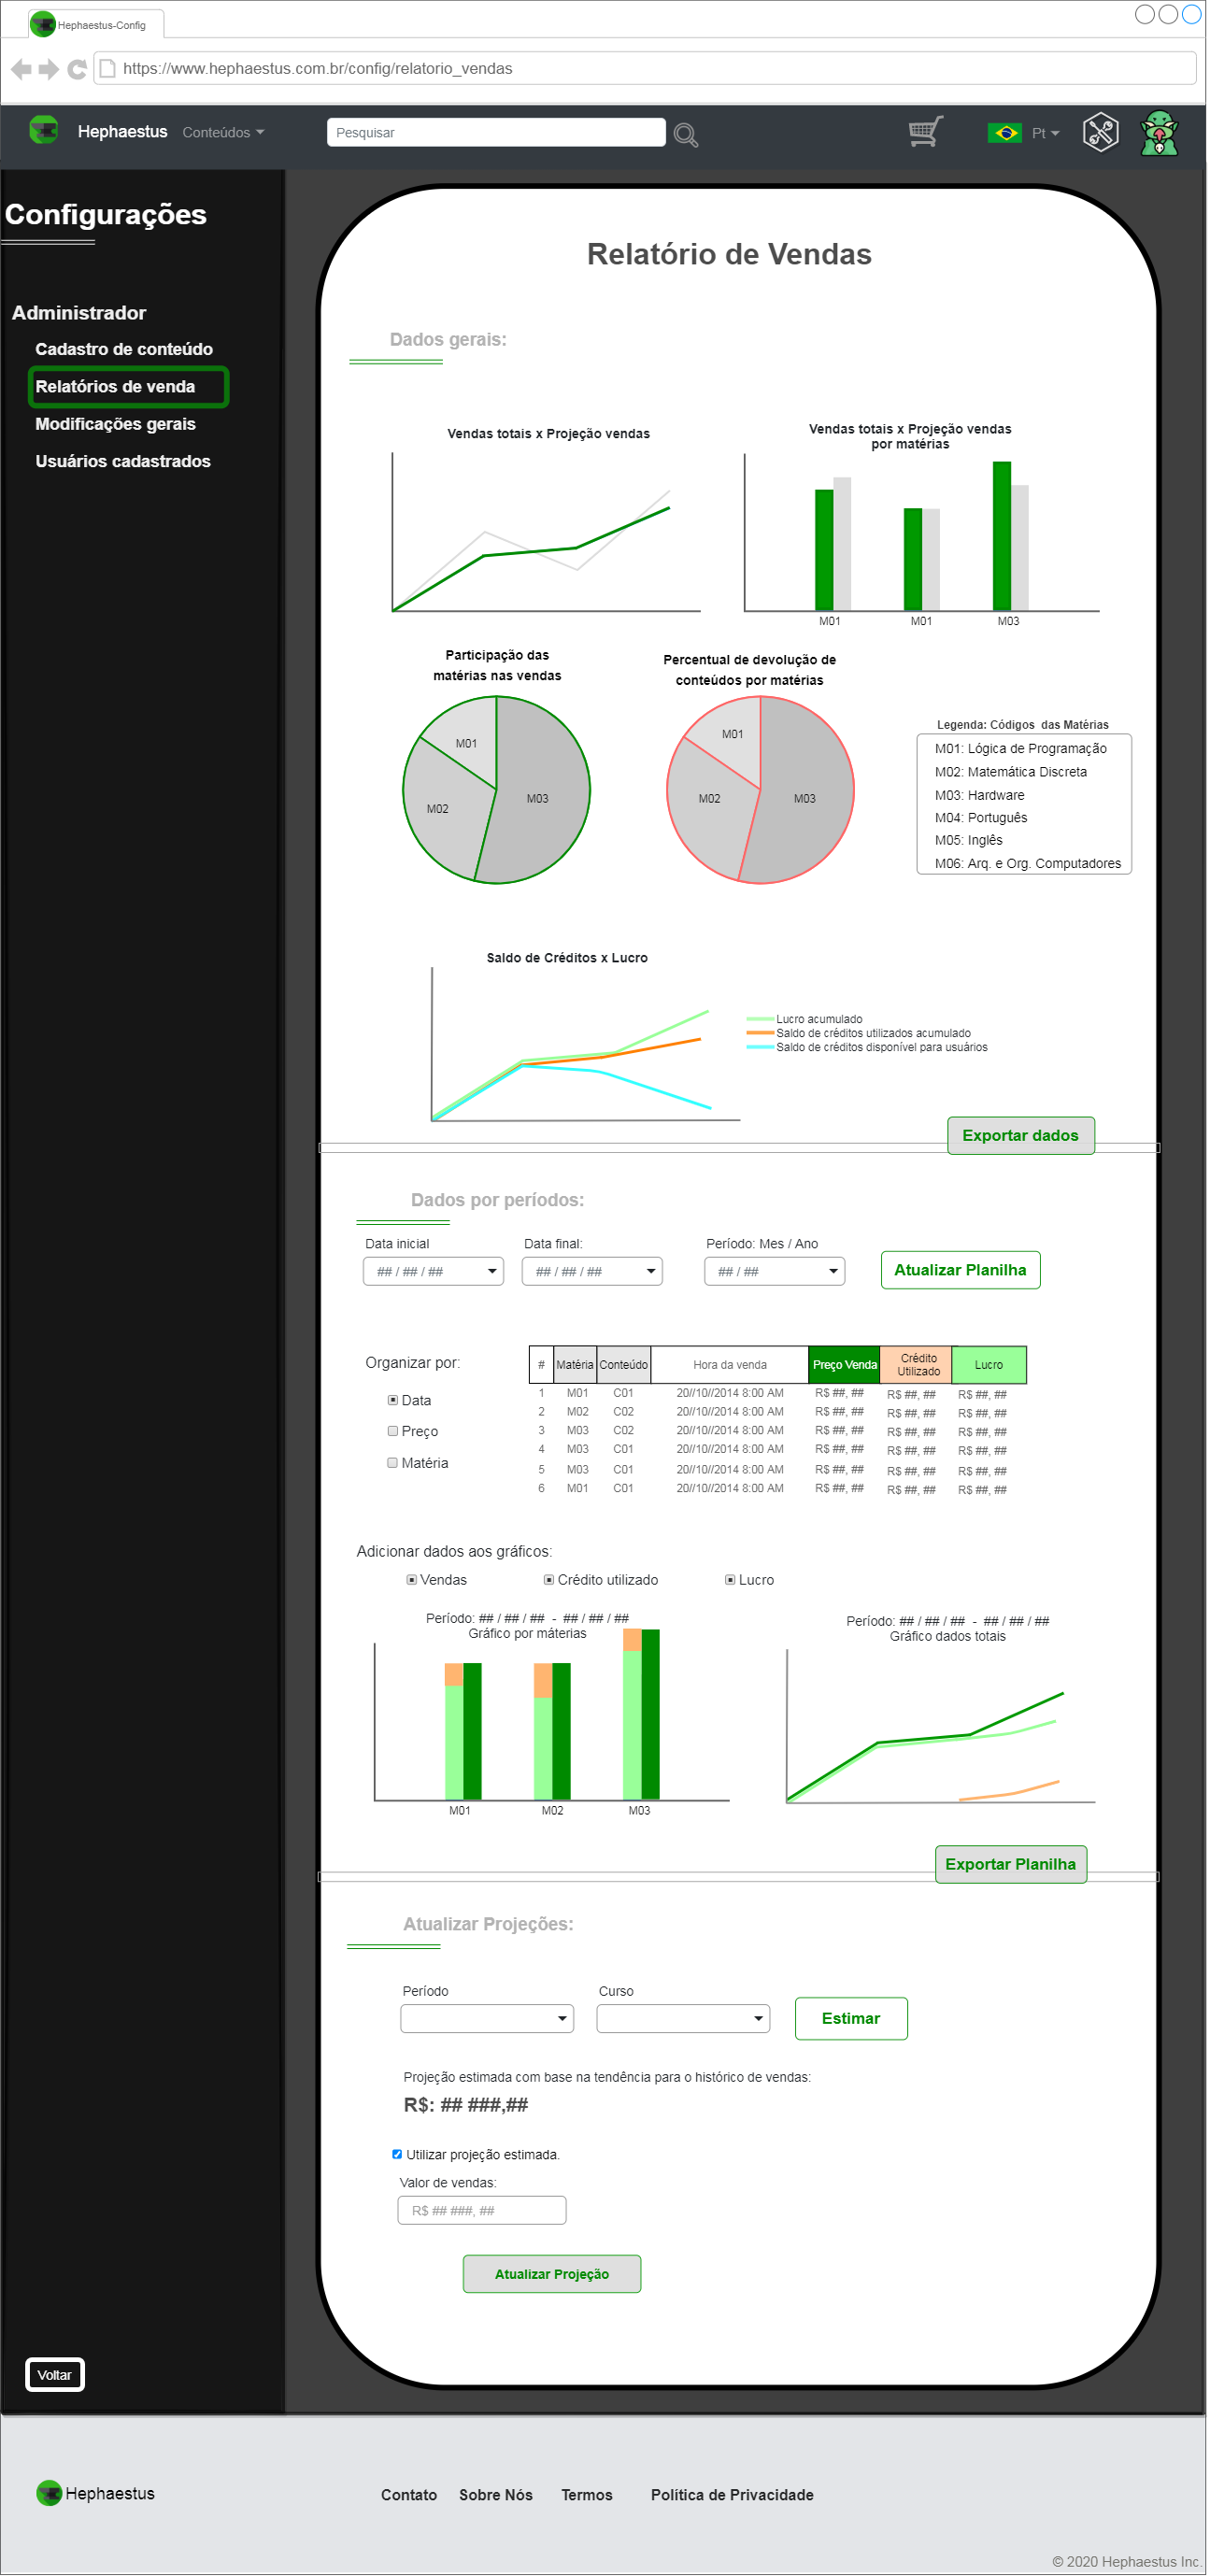 Hephaestus-Config
https://www.hephaestus.com.br/config/relatorio_vendas
Hephaestus Conteúdos Pesquisar Pt
Configurações
Administrador
Cadastro de conteúdo
Relatórios de venda
Modificações gerais
Usuários cadastrados
Voltar
Relatório de Vendas
Dados gerais:
Vendas totais x Projeção vendas
Vendas totais x Projeção vendas
por matérias
M01 M01 M03
Participação das
matérias nas vendas
M01
M02
M03
Percentual de devolução de
conteúdos por matérias
M01
M02
M03
Legenda: Códigos das Matérias
M01: Lógica de Programação
M02: Matemática Discreta
M03: Hardware
M04: Português
M05: Inglês
M06: Arq. e Org. Computadores
Saldo de Créditos x Lucro
Lucro acumulado
Saldo de créditos utilizados acumulado
Saldo de créditos disponível para usuários
Exportar dados
Dados por períodos:
Data inicial Data final: Período: Mes / Ano
## / ## / ## ## / ## / ## ## / ## Atualizar Planilha
Organizar por:
Data
Preço
Matéria
# Matéria Conteúdo Hora da venda Preço Venda Crédito Utilizado Lucro
1 M01 C01 20//10//2014 8:00 AM R$ ##, ## R$ ##, ## R$ ##, ##
2 M02 C02 20//10//2014 8:00 AM R$ ##, ## R$ ##, ## R$ ##, ##
3 M03 C02 20//10//2014 8:00 AM R$ ##, ## R$ ##, ## R$ ##, ##
4 M03 C01 20//10//2014 8:00 AM R$ ##, ## R$ ##, ## R$ ##, ##
5 M03 C01 20//10//2014 8:00 AM R$ ##, ## R$ ##, ## R$ ##, ##
6 M01 C01 20//10//2014 8:00 AM R$ ##, ## R$ ##, ## R$ ##, ##
Adicionar dados aos gráficos:
Vendas Crédito utilizado Lucro
Período: ## / ## / ## - ## / ## / ##
Gráfico por máterias
M01 M02 M03
Período: ## / ## / ## - ## / ## / ##
Gráfico dados totais
Exportar Planilha
Atualizar Projeções:
Período Curso
Estimar
Projeção estimada com base na tendência para o histórico de vendas:
R$: ## ###,##
Utilizar projeção estimada.
Valor de vendas:
R$ ## ###, ##
Atualizar Projeção
Hephaestus Contato Sobre Nós Termos Política de Privacidade
© 2020 Hephaestus Inc.